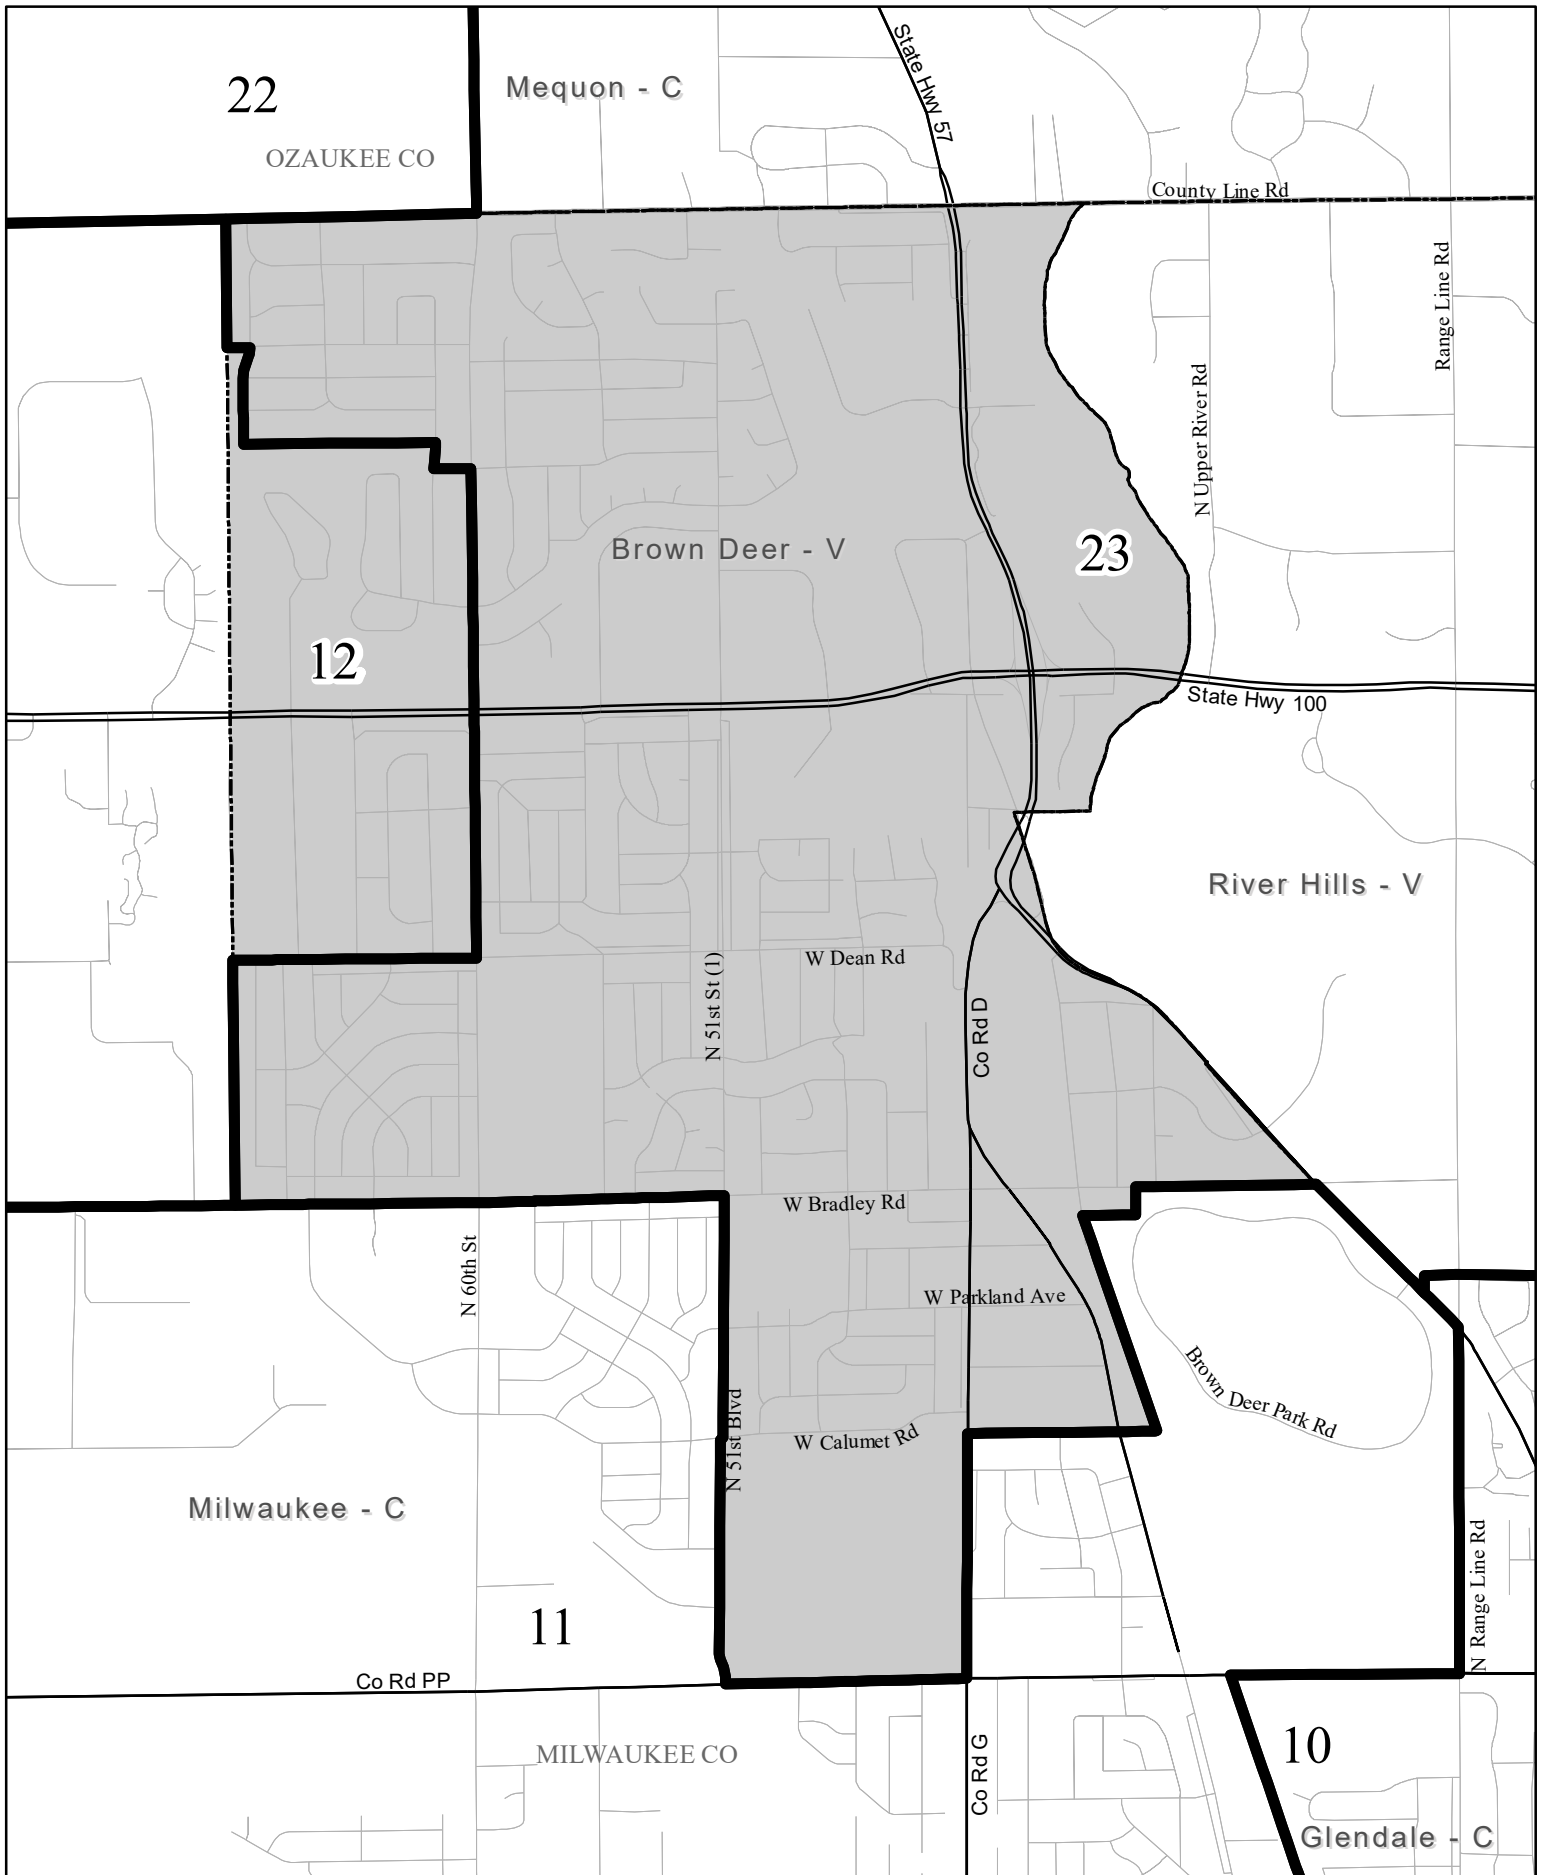 State Hwy 57
Mequon - C
22
OZAUKEE CO
County Line Rd
Range Line Rd
N Upper River Rd
Brown Deer - V
23
12
State Hwy 100
River Hills - V
W Dean Rd
N 51st St (1)
Co Rd D
W Bradley Rd
N 60th St
W Parkland Ave
Brown Deer Park Rd
N 51st Blvd
W Calumet Rd
Milwaukee - C
N Range Line Rd
11
Co Rd PP
MILWAUKEE CO
Co Rd G
10
Glendale - C